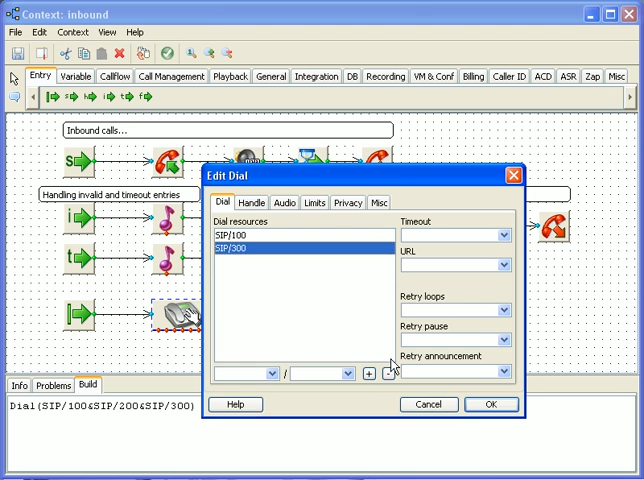 Context: inbound
File Edit Context View Help
Entry Variable Callflow Call Management Playback General Integration DB Recording VM & Conf Billing Caller ID ACD ASR Zap Misc
s h i t f
Inbound calls...
S
Edit Dial
Dial Handle Audio Limits Privacy Misc
Handling invalid and timeout entries
Dial resources
Timeout
SIP/100
SIP/300
URL
i
t
Retry loops
Retry pause
Retry announcement
/ + -
Help Cancel OK
Info Problems Build
Dial(SIP/100&SIP/200&SIP/300)